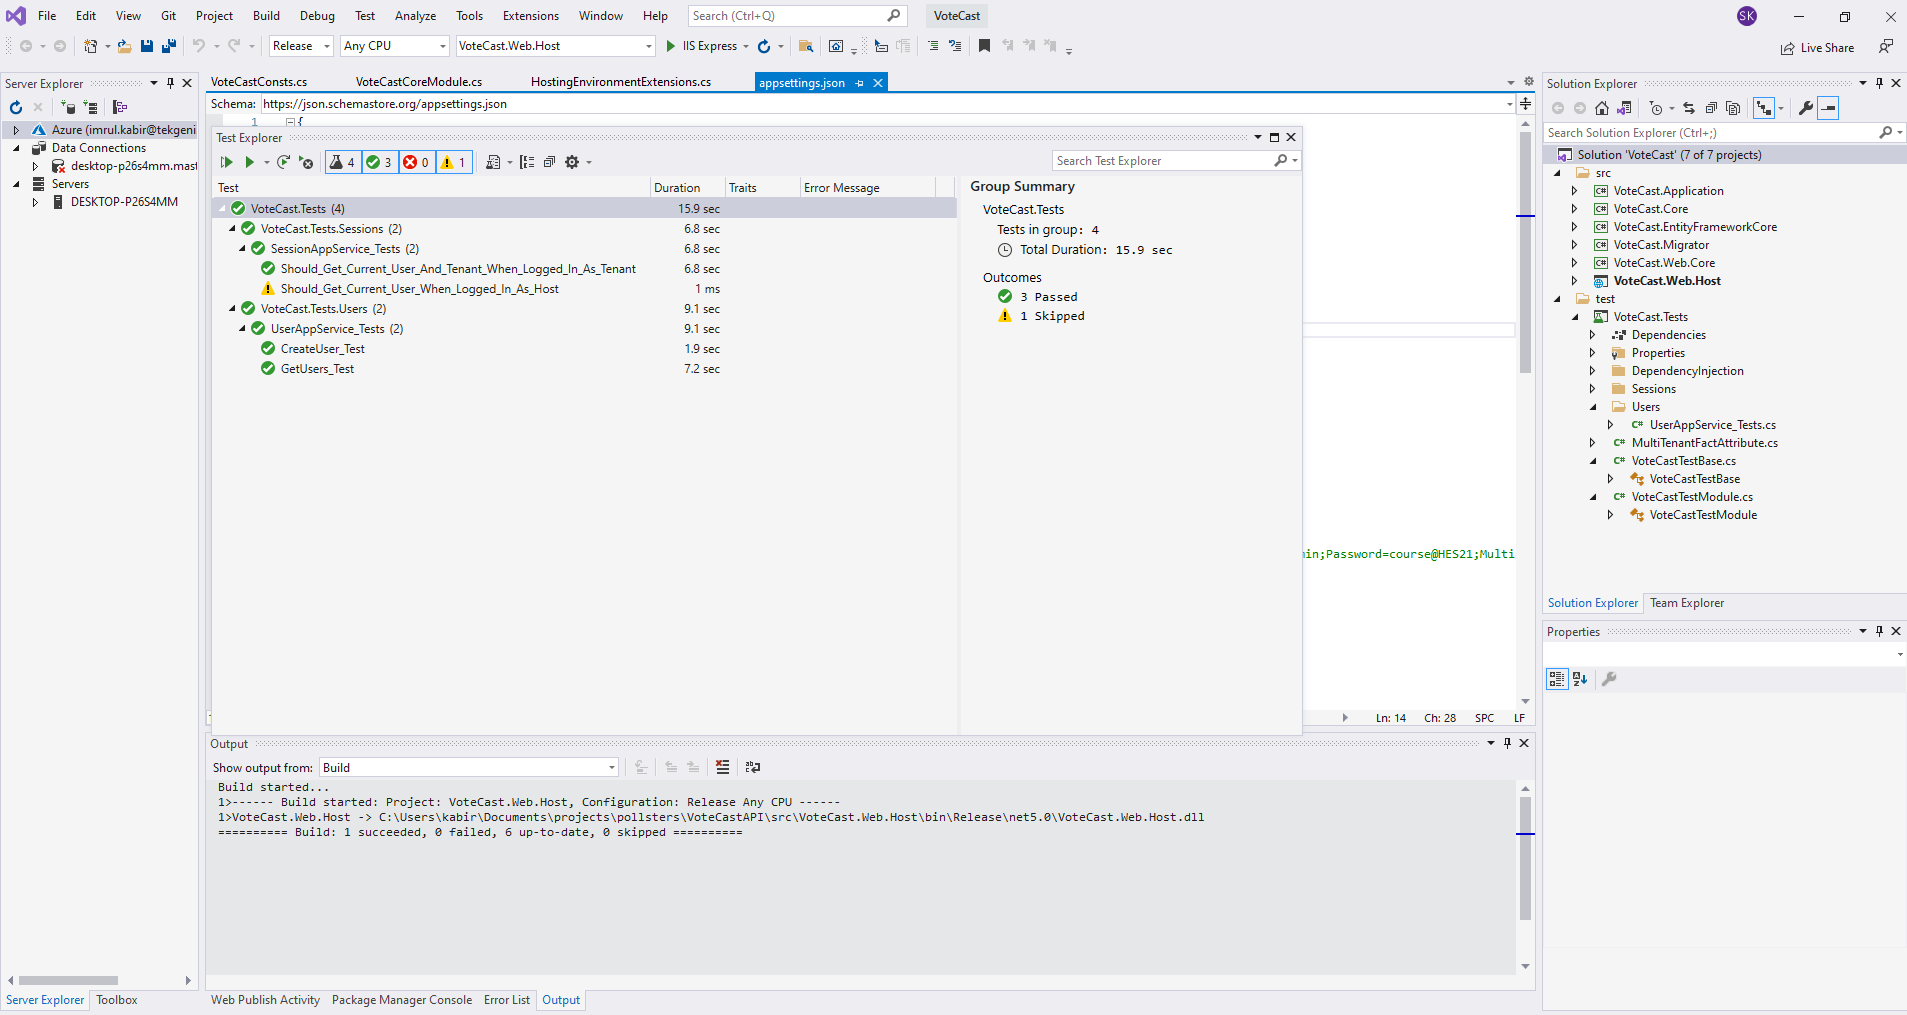 File Edit View Git Project Build Debug Test Analyze Tools Extensions Window Help Search (Ctrl+Q) VoteCast SK
Release Any CPU VoteCast.Web.Host IIS Express Live Share
Server Explorer
Azure (imrul.kabir@tekgeni
Data Connections
desktop-p26s4mm.mast
Servers
DESKTOP-P26S4MM
Server Explorer Toolbox
VoteCastConsts.cs VoteCastCoreModule.cs HostingEnvironmentExtensions.cs appsettings.json
Schema: https://json.schemastore.org/appsettings.json
1 {
Test Explorer
4 3 0 1 Search Test Explorer
Test Duration Traits Error Message
VoteCast.Tests (4) 15.9 sec
VoteCast.Tests.Sessions (2) 6.8 sec
SessionAppService_Tests (2) 6.8 sec
Should_Get_Current_User_And_Tenant_When_Logged_In_As_Tenant 6.8 sec
Should_Get_Current_User_When_Logged_In_As_Host 1 ms
VoteCast.Tests.Users (2) 9.1 sec
UserAppService_Tests (2) 9.1 sec
CreateUser_Test 1.9 sec
GetUsers_Test 7.2 sec
Group Summary
VoteCast.Tests
Tests in group: 4
Total Duration: 15.9 sec
Outcomes
3 Passed
1 Skipped
in;Password=course@HES21;Multi
Ln: 14 Ch: 28 SPC LF
Output
Show output from: Build
Build started...
1>------ Build started: Project: VoteCast.Web.Host, Configuration: Release Any CPU ------
1>VoteCast.Web.Host -> C:\Users\kabir\Documents\projects\pollsters\VoteCastAPI\src\VoteCast.Web.Host\bin\Release\net5.0\VoteCast.Web.Host.dll
========== Build: 1 succeeded, 0 failed, 6 up-to-date, 0 skipped ==========
Web Publish Activity Package Manager Console Error List Output
Solution Explorer
Search Solution Explorer (Ctrl+;)
Solution 'VoteCast' (7 of 7 projects)
src
VoteCast.Application
VoteCast.Core
VoteCast.EntityFrameworkCore
VoteCast.Migrator
VoteCast.Web.Core
VoteCast.Web.Host
test
VoteCast.Tests
Dependencies
Properties
DependencyInjection
Sessions
Users
UserAppService_Tests.cs
MultiTenantFactAttribute.cs
VoteCastTestBase.cs
VoteCastTestBase
VoteCastTestModule.cs
VoteCastTestModule
Solution Explorer Team Explorer
Properties